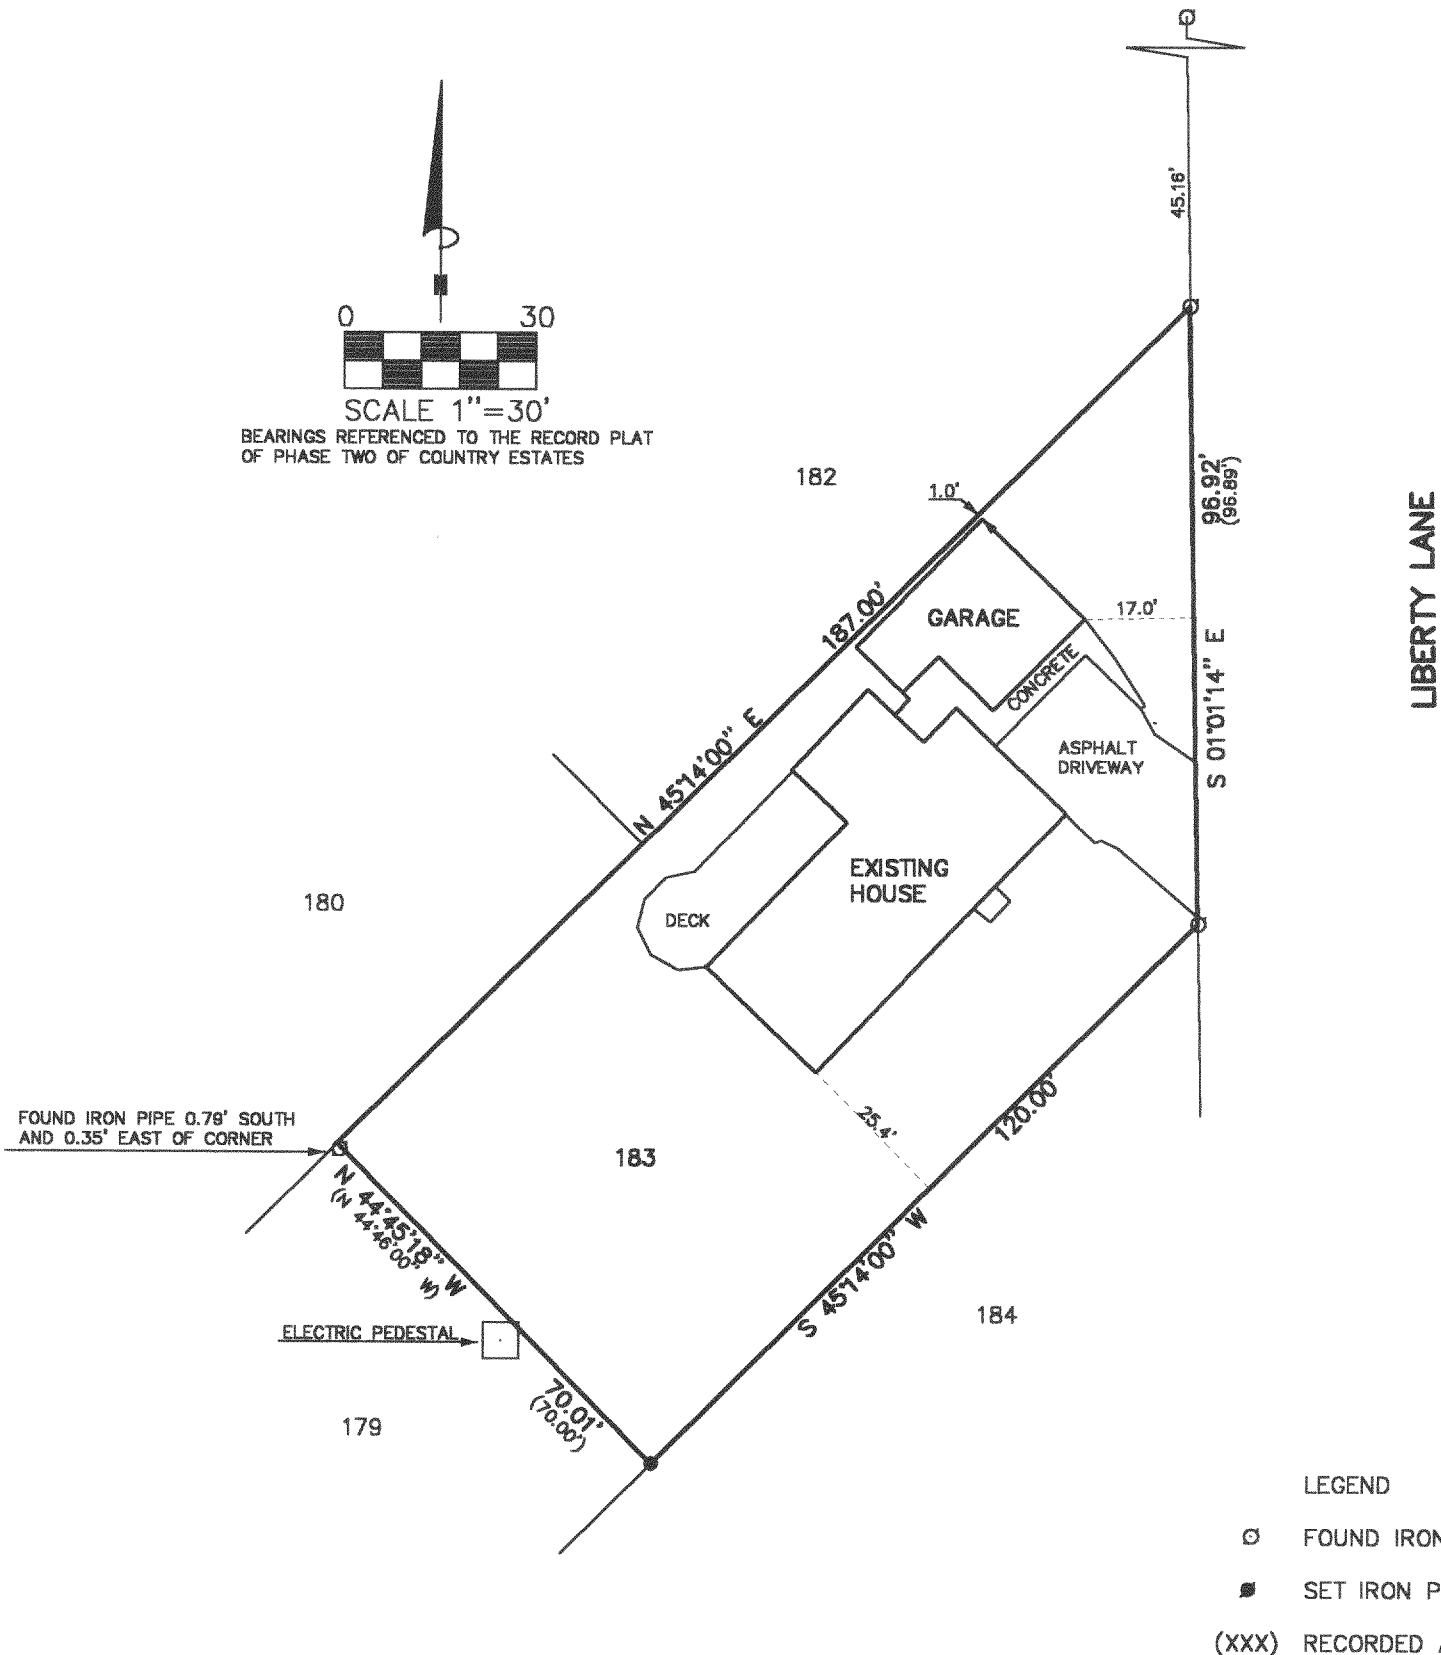 45.16'
0 30
SCALE 1"=30'
BEARINGS REFERENCED TO THE RECORD PLAT
OF PHASE TWO OF COUNTRY ESTATES
182
1.0'
96.92'
(96.89')
LIBERTY LANE
187.00'
GARAGE
17.0'
S 01°01'14" E
CONCRETE
N 45°14'00" E
ASPHALT
DRIVEWAY
EXISTING
HOUSE
180
DECK
FOUND IRON PIPE 0.79' SOUTH
AND 0.35' EAST OF CORNER
25.4'
120.00'
183
N 44°45'18" W
(N 44°46'00" W)
S 45°14'00" W
184
ELECTRIC PEDESTAL
70.01'
(70.00')
179
LEGEND
FOUND IRON
SET IRON P
(XXX) RECORDED